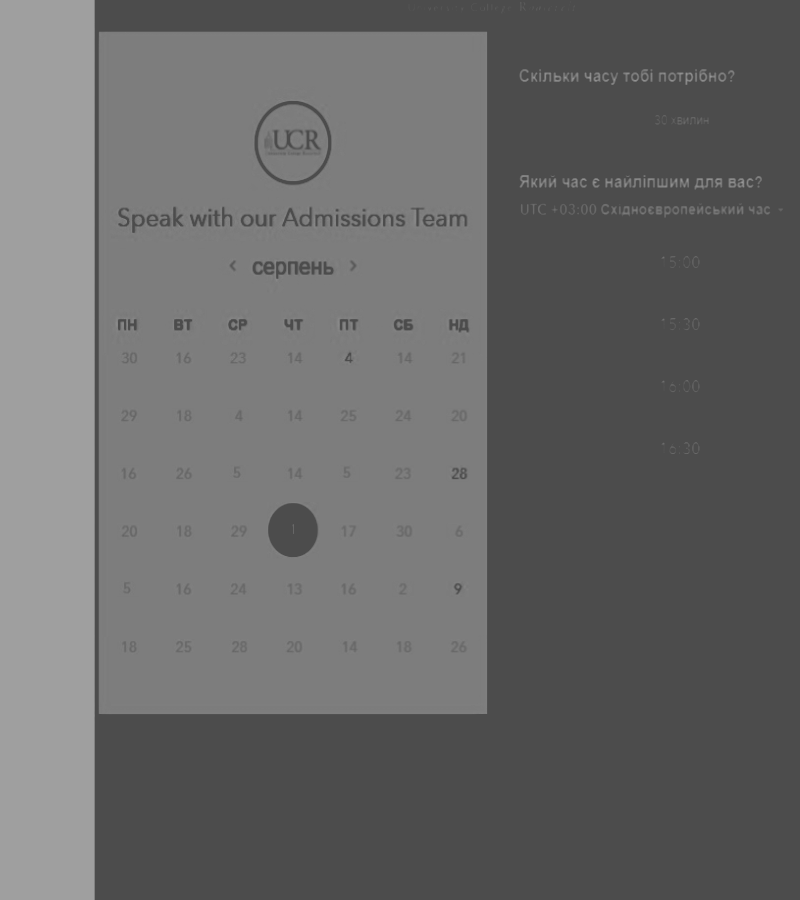 UCR
Speak with our Admissions Team
‹ серпень ›
ПН ВТ СР ЧТ ПТ СБ НД
30 16 23 14 4 14 21
29 18 4 14 25 24 20
16 26 5 14 5 23 28
20 18 29 1 17 30 6
5 16 24 13 16 2 9
18 25 28 20 14 18 26
Скільки часу тобі потрібно?
30 хвилин
Який час є найліпшим для вас?
UTC +03:00 Східноєвропейський час
15:00
15:30
16:00
16:30